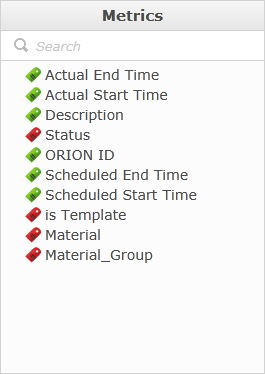 Metrics
Search
Actual End Time
Actual Start Time
Description
Status
ORION ID
Scheduled End Time
Scheduled Start Time
is Template
Material
Material_Group